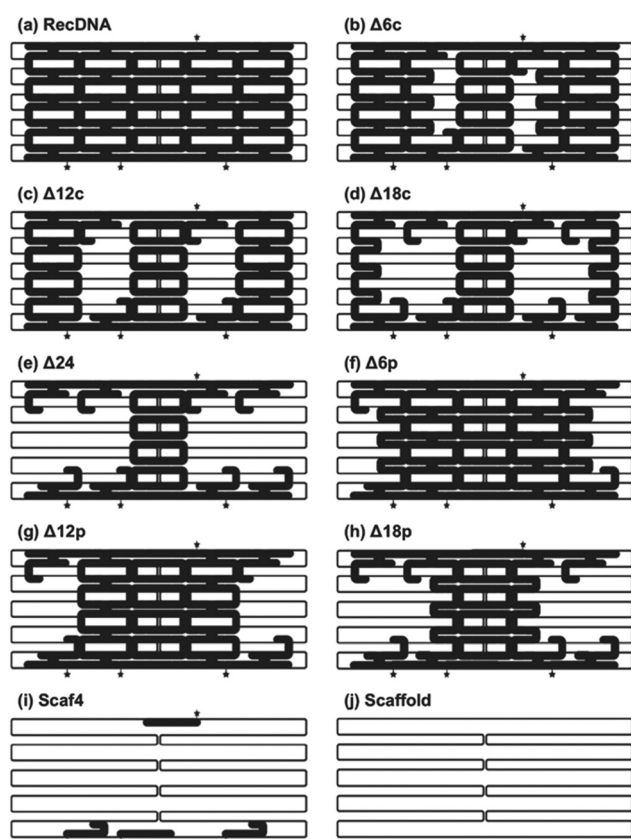 (a) RecDNA
(b) Δ6c
(c) Δ12c
(d) Δ18c
(e) Δ24
(f) Δ6p
(g) Δ12p
(h) Δ18p
(i) Scaf4
(j) Scaffold